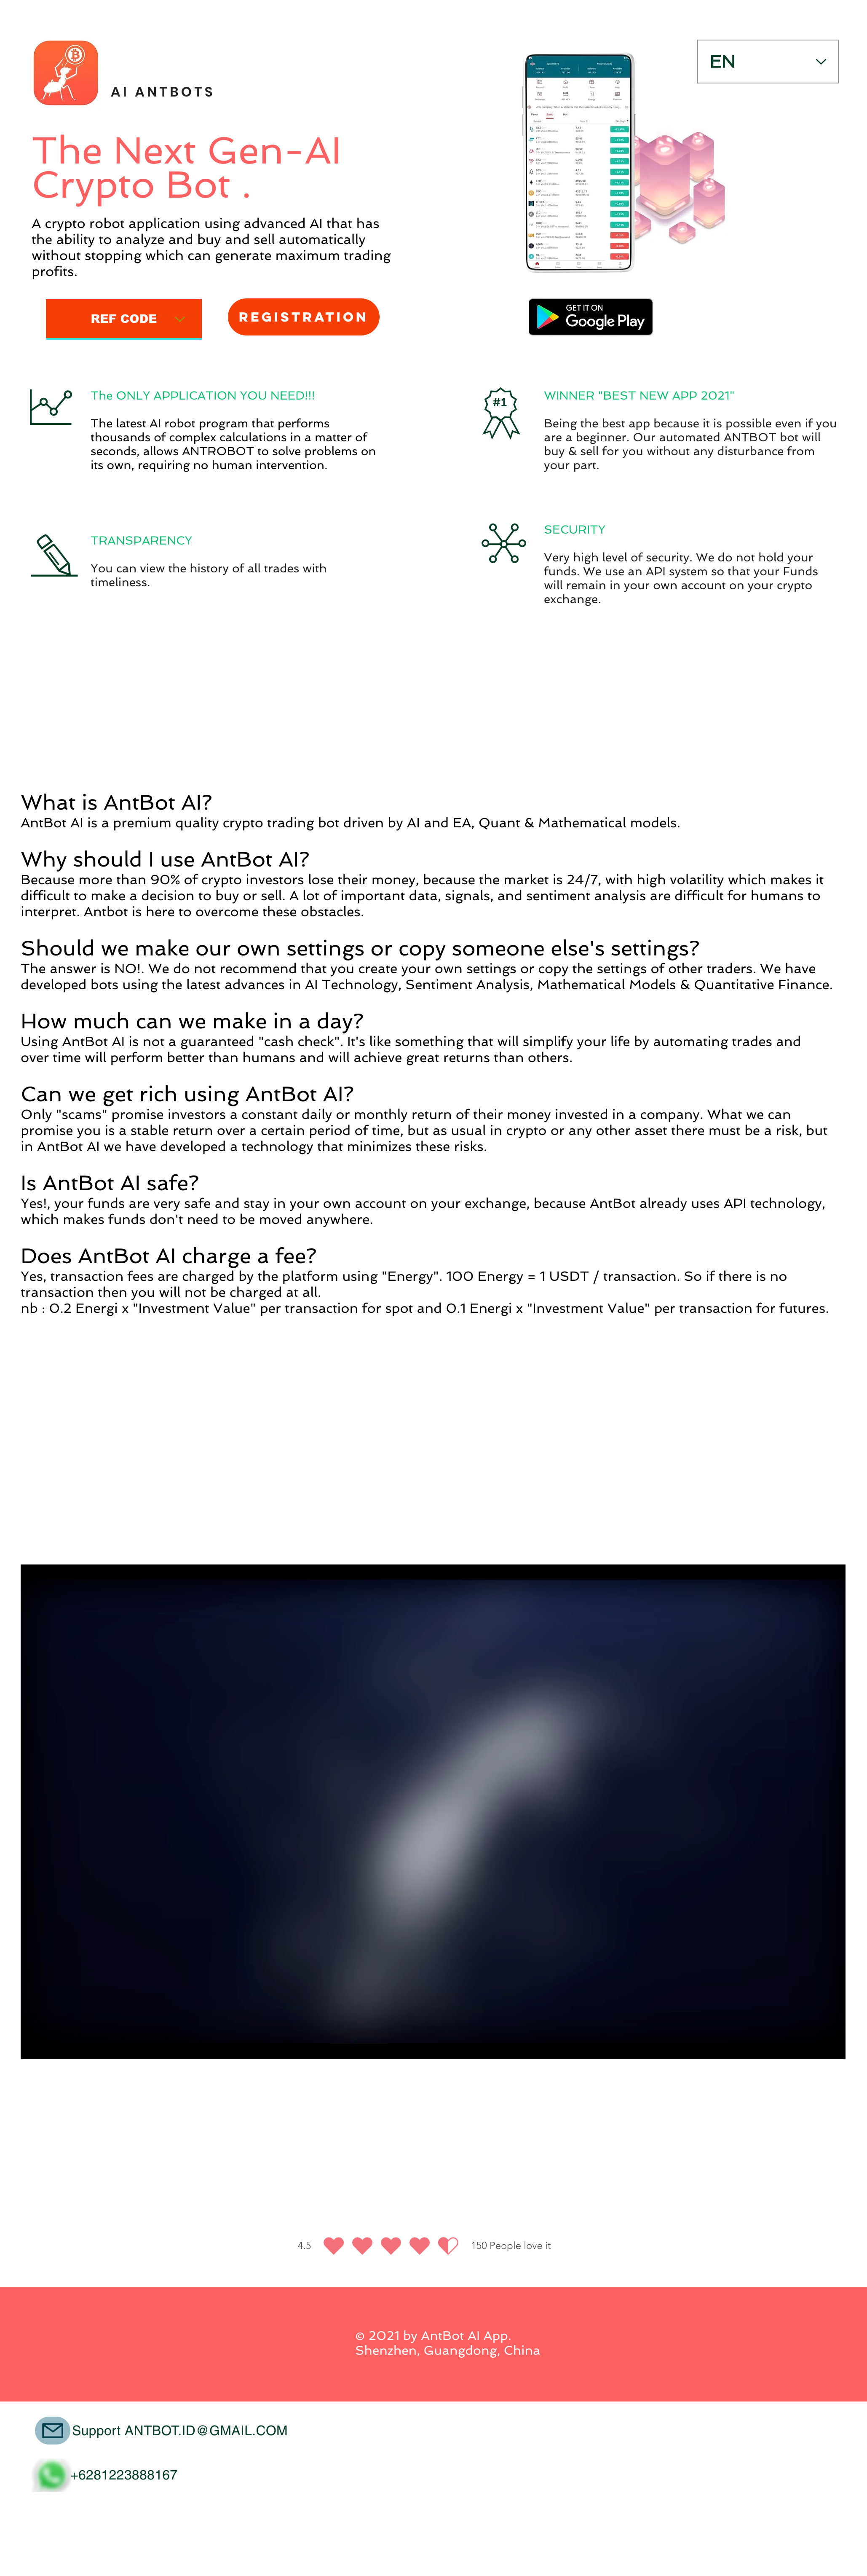 AI ANTBOTS
EN
The Next Gen-AI
Crypto Bot .
A crypto robot application using advanced AI that has
the ability to analyze and buy and sell automatically
without stopping which can generate maximum trading
profits.
REF CODE
REGISTRATION
GET IT ON
Google Play
The ONLY APPLICATION YOU NEED!!!
The latest AI robot program that performs
thousands of complex calculations in a matter of
seconds, allows ANTROBOT to solve problems on
its own, requiring no human intervention.
#1
WINNER "BEST NEW APP 2021"
Being the best app because it is possible even if you
are a beginner. Our automated ANTBOT bot will
buy & sell for you without any disturbance from
your part.
TRANSPARENCY
You can view the history of all trades with
timeliness.
SECURITY
Very high level of security. We do not hold your
funds. We use an API system so that your Funds
will remain in your own account on your crypto
exchange.
What is AntBot AI?
AntBot AI is a premium quality crypto trading bot driven by AI and EA, Quant & Mathematical models.
Why should I use AntBot AI?
Because more than 90% of crypto investors lose their money, because the market is 24/7, with high volatility which makes it
difficult to make a decision to buy or sell. A lot of important data, signals, and sentiment analysis are difficult for humans to
interpret. Antbot is here to overcome these obstacles.
Should we make our own settings or copy someone else's settings?
The answer is NO!. We do not recommend that you create your own settings or copy the settings of other traders. We have
developed bots using the latest advances in AI Technology, Sentiment Analysis, Mathematical Models & Quantitative Finance.
How much can we make in a day?
Using AntBot AI is not a guaranteed "cash check". It's like something that will simplify your life by automating trades and
over time will perform better than humans and will achieve great returns than others.
Can we get rich using AntBot AI?
Only "scams" promise investors a constant daily or monthly return of their money invested in a company. What we can
promise you is a stable return over a certain period of time, but as usual in crypto or any other asset there must be a risk, but
in AntBot AI we have developed a technology that minimizes these risks.
Is AntBot AI safe?
Yes!, your funds are very safe and stay in your own account on your exchange, because AntBot already uses API technology,
which makes funds don't need to be moved anywhere.
Does AntBot AI charge a fee?
Yes, transaction fees are charged by the platform using "Energy". 100 Energy = 1 USDT / transaction. So if there is no
transaction then you will not be charged at all.
nb : 0.2 Energi x "Investment Value" per transaction for spot and 0.1 Energi x "Investment Value" per transaction for futures.
4.5
150 People love it
© 2021 by AntBot AI App.
Shenzhen, Guangdong, China
Support ANTBOT.ID@GMAIL.COM
+6281223888167